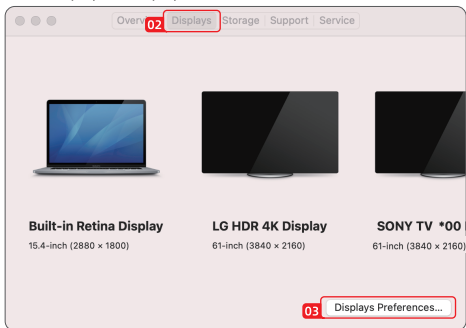 Overv
02
Displays
Storage
Support
Service
Built-in Retina Display
15.4-inch (2880 × 1800)
LG HDR 4K Display
61-inch (3840 × 2160)
SONY TV *00
61-inch (3840 × 2160)
03
Displays Preferences...